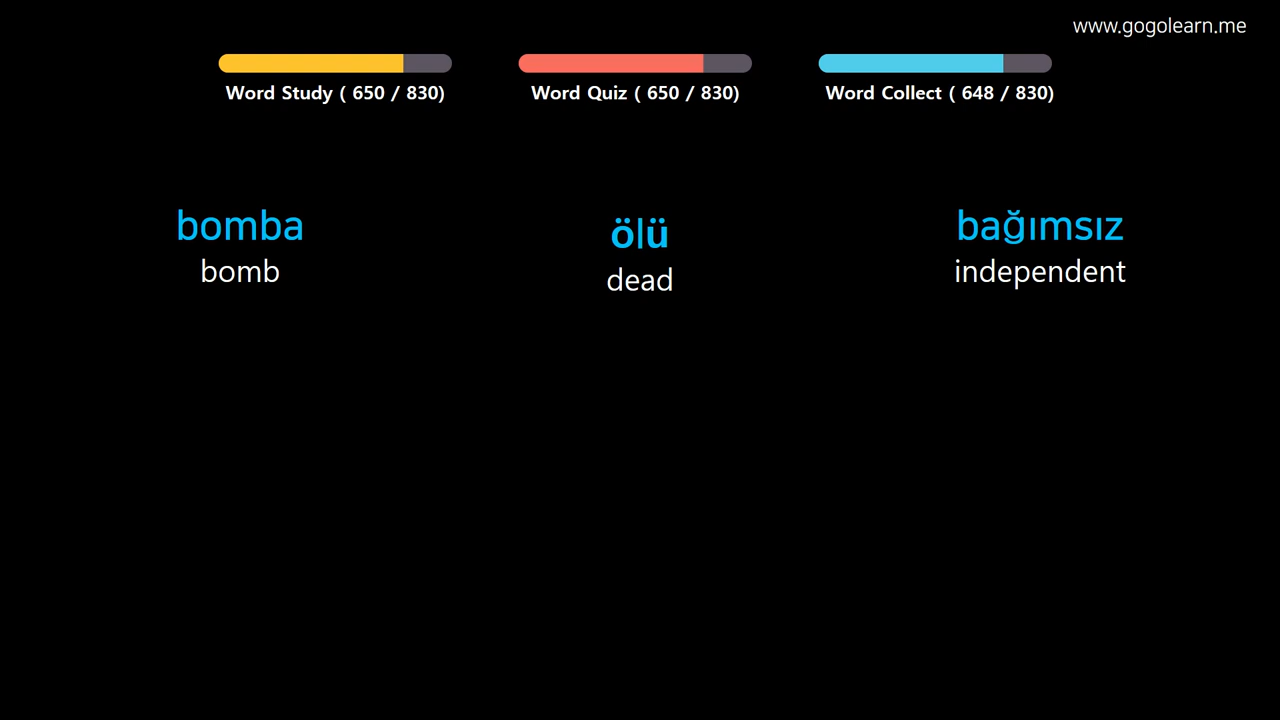 www.gogolearn.me
Word Study ( 650 / 830)
Word Quiz ( 650 / 830)
Word Collect ( 648 / 830)
bomba
bomb
ölü
dead
bağımsız
independent